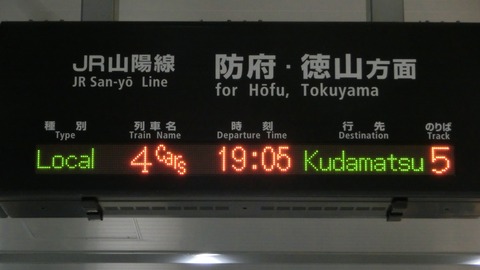 JR山陽線 防府・徳山方面
JR San-yō Line for Hōfu, Tokuyama
種別 列車名 時刻 行先 のりば
Type Train Name Departure Time Destination Track
Local 4Cars 19:05 Kudamatsu 5